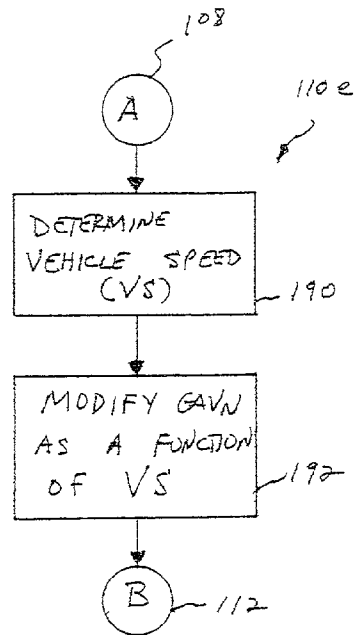 108
A
110e
DETERMINE
VEHICLE SPEED
(VS)
190
MODIFY GAVN
AS A FUNCTION
OF VS
192
B
112